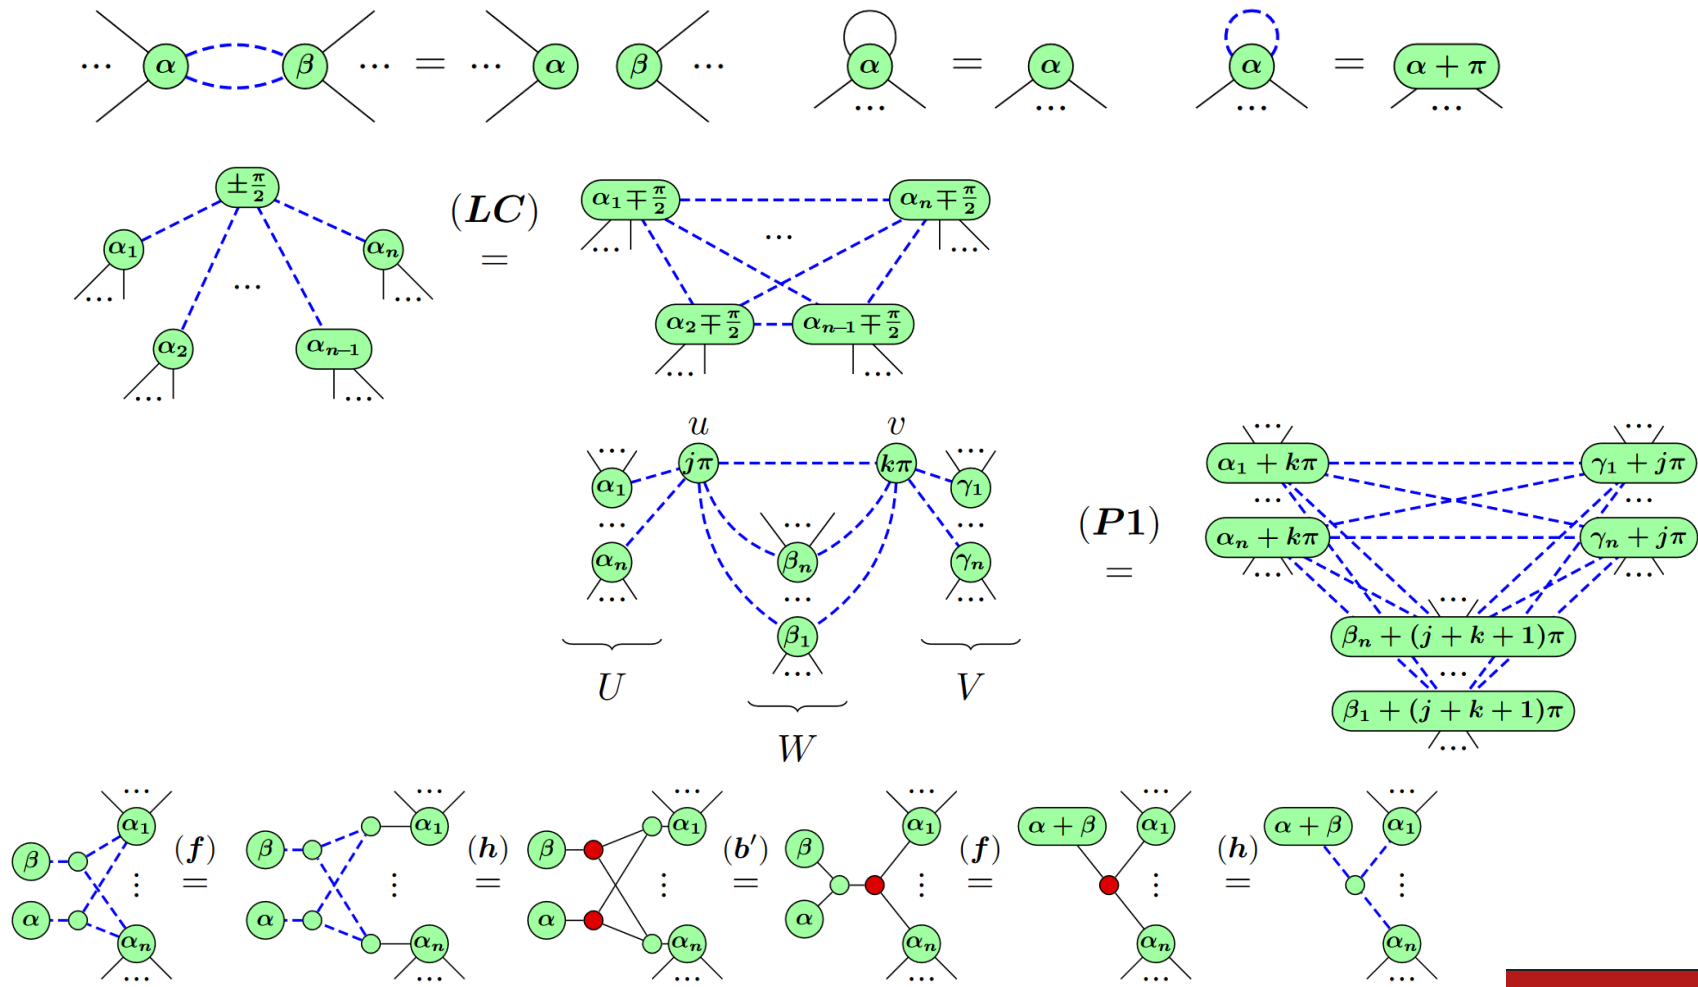 ... α β ... = ... α β ... α ... = α ... α ... = α + π ...
±π/2 (LC) α₁ ∓ π/2 αₙ ∓ π/2
α₁ αₙ = ... ... ...
... ... ...
α₂ αₙ₋₁ α₂ ∓ π/2 αₙ₋₁ ∓ π/2
... ... ... ...
u v
... jπ kπ ... ... ...
α₁ γ₁ α₁ + kπ γ₁ + jπ
... ... ... (P1) ... ...
αₙ βₙ γₙ = αₙ + kπ γₙ + jπ
... ... ... ... ...
β₁ ...
... βₙ + (j + k + 1)π
U V ...
W β₁ + (j + k + 1)π
...
... ... ... ... ... ...
α₁ α₁ α₁ α₁ α + β α₁ α + β α₁
β (f) β (h) β (b′) β (f) (h)
⋮ = ⋮ = ⋮ = ⋮ = ⋮ = ⋮
α α α α
αₙ αₙ αₙ αₙ αₙ αₙ
... ... ... ... ... ...